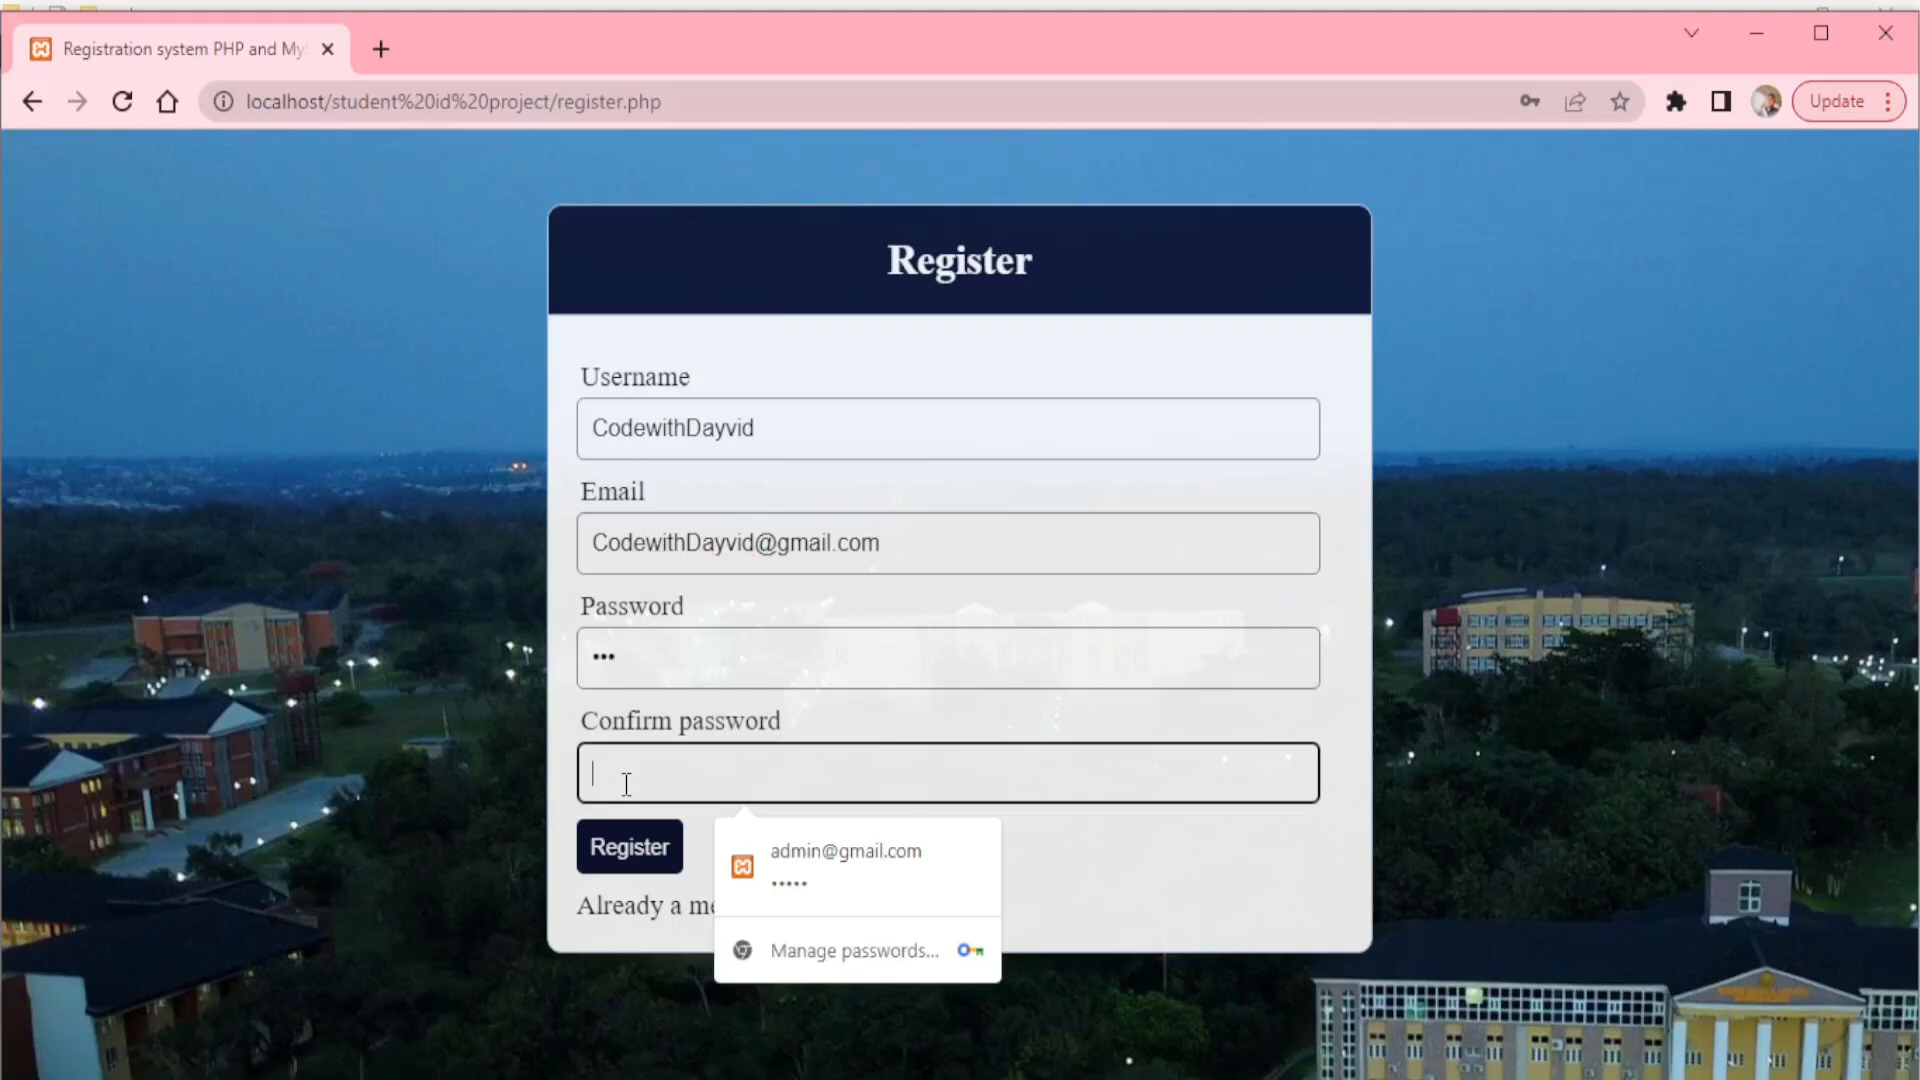 Registration system PHP and My
localhost/student%20id%20project/register.php
Update
Register
Username
CodewithDayvid
Email
CodewithDayvid@gmail.com
Password
•••
Confirm password
Register
admin@gmail.com
•••••
Already a me
Manage passwords...